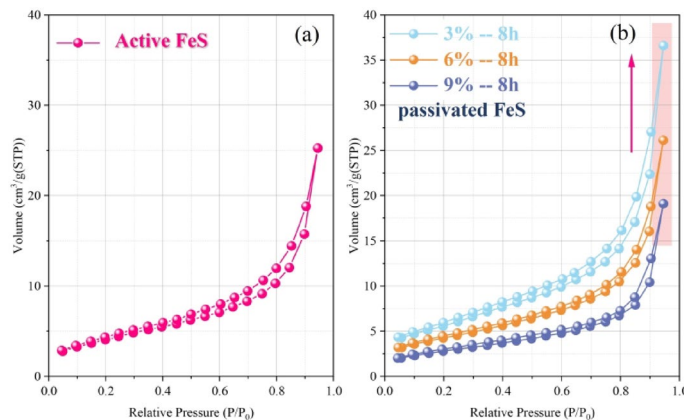 Active FeS
(a)
Volume (cm³/g(STP))
40
30
20
10
0
0.0 0.2 0.4 0.6 0.8 1.0
Relative Pressure (P/P₀)
3% -- 8h
6% -- 8h
9% -- 8h
passivated FeS
(b)
Volume (cm³/g(STP))
40
35
30
25
20
15
10
5
0
0.0 0.2 0.4 0.6 0.8 1.0
Relative Pressure (P/P₀)